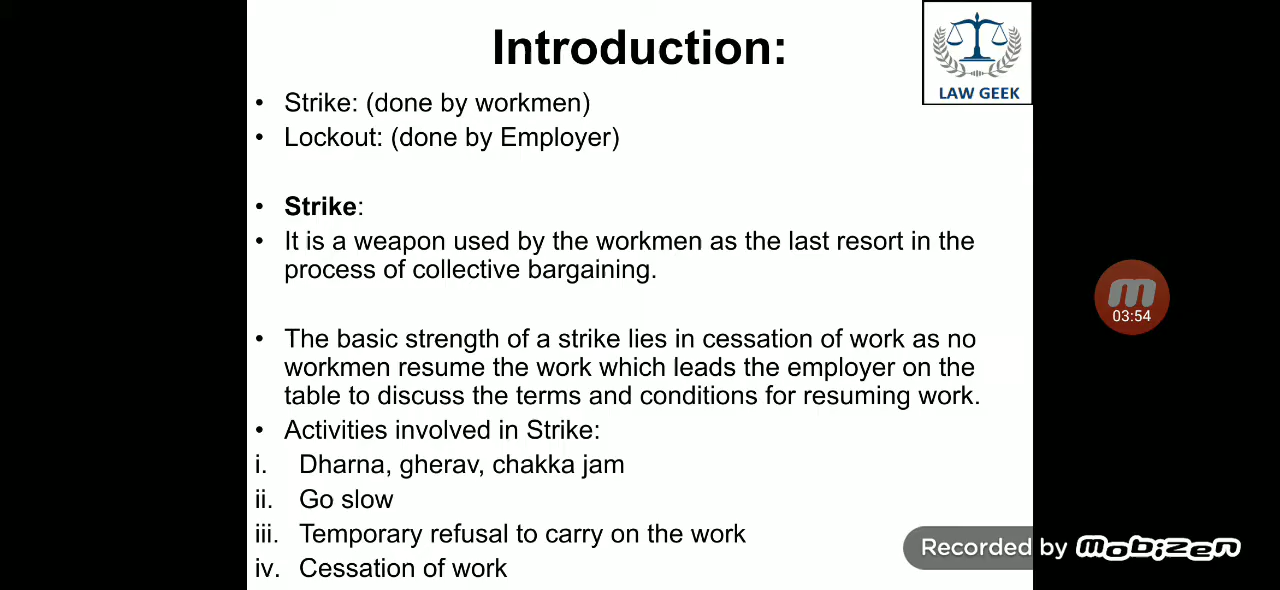 Introduction:
LAW GEEK
• Strike: (done by workmen)
• Lockout: (done by Employer)
• Strike:
• It is a weapon used by the workmen as the last resort in the
process of collective bargaining.
• The basic strength of a strike lies in cessation of work as no
workmen resume the work which leads the employer on the
table to discuss the terms and conditions for resuming work.
• Activities involved in Strike:
i. Dharna, gherav, chakka jam
ii. Go slow
iii. Temporary refusal to carry on the work
iv. Cessation of work
03:54
Recorded by mobizen